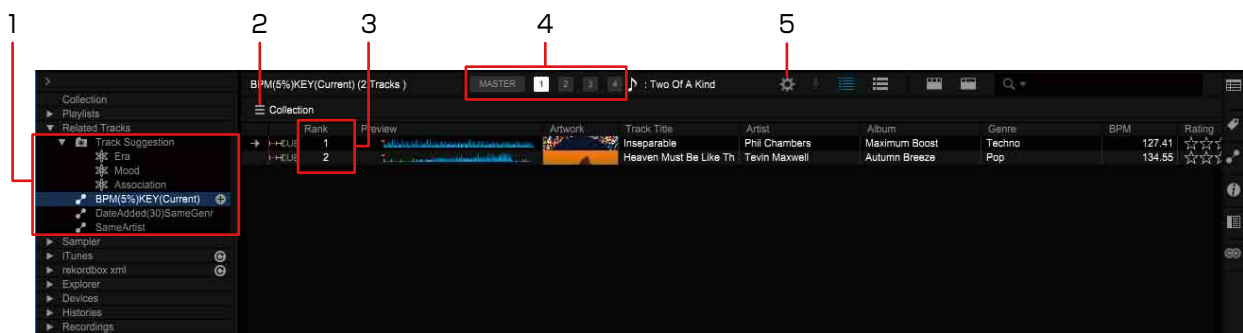 1 2 3 4 5
BPM(5%)KEY(Current) (2 Tracks ) MASTER 1 2 3 4 : Two Of A Kind
Collection
Playlists
Related Tracks
Track Suggestion
Era
Mood
Association
BPM(5%)KEY(Current)
DateAdded(30)SameGenr
SameArtist
Sampler
iTunes
rekordbox xml
Explorer
Devices
Histories
Recordings
Collection
Rank Preview Artwork Track Title Artist Album Genre BPM Rating
CUE 1 Inseparable Phil Chambers Maximum Boost Techno 127.41
CUE 2 Heaven Must Be Like Th Tevin Maxwell Autumn Breeze Pop 134.55